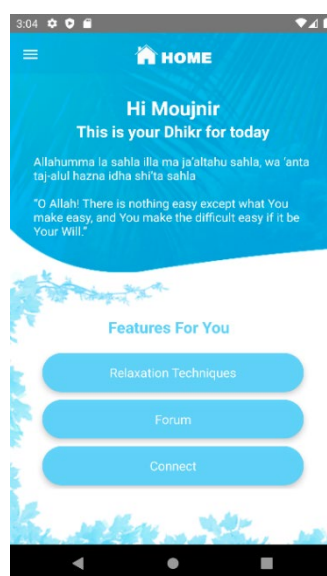 3:04
HOME
Hi Moujnir
This is your Dhikr for today
Allahumma la sahla illa ma ja'altahu sahla, wa 'anta
taj-alul hazna idha shi'ta sahla
“O Allah! There is nothing easy except what You
make easy, and You make the difficult easy if it be
Your Will.”
Features For You
Relaxation Techniques
Forum
Connect